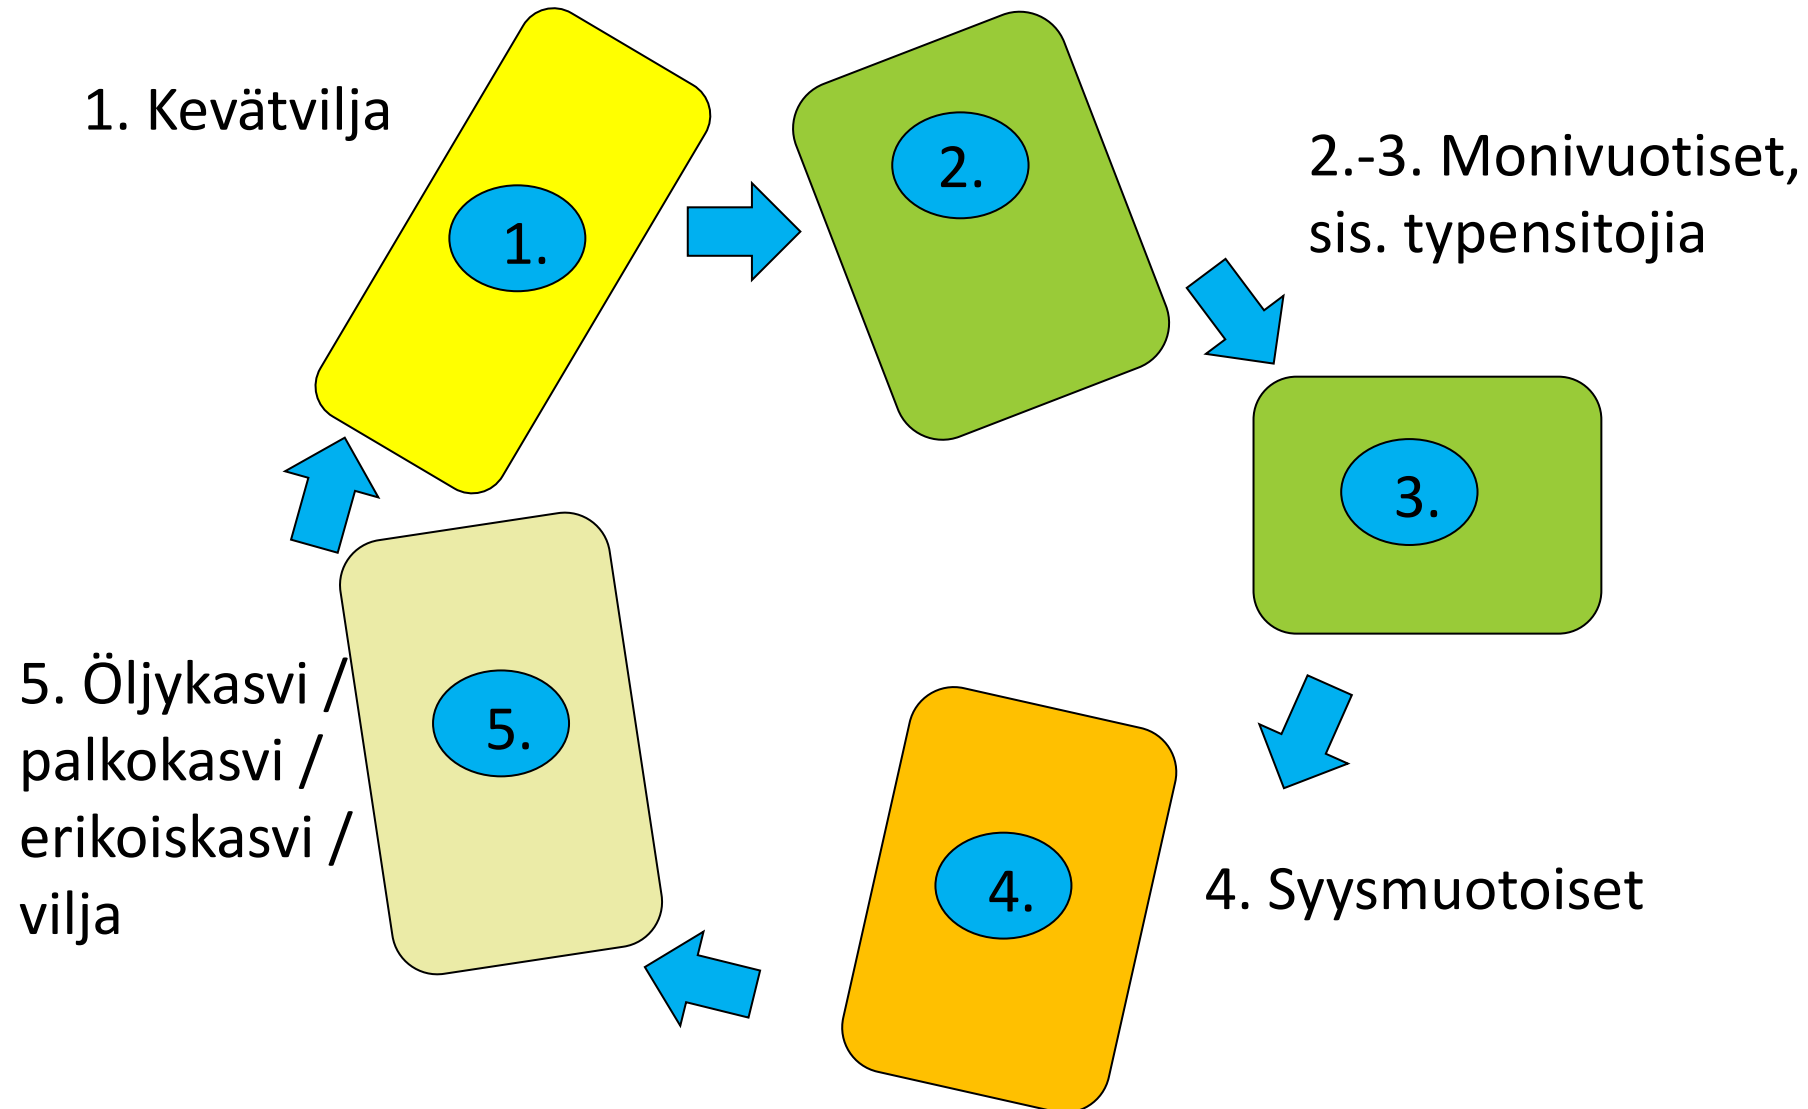 1. Kevätvilja
1.
2.
2.-3. Monivuotiset,
sis. typensitojia
3.
4.
4. Syysmuotoiset
5. Öljykasvi /
palkokasvi /
erikoiskasvi /
vilja
5.